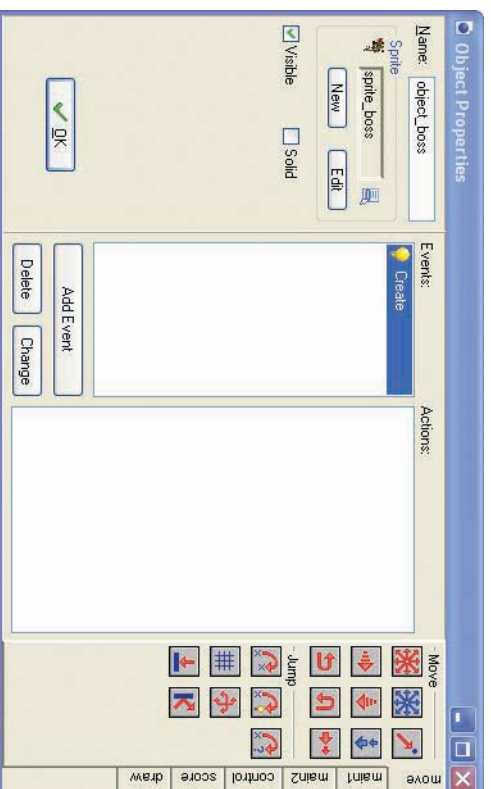 Object Properties
Name: object_boss
Sprite
sprite_boss
New Edit
Visible Solid
OK
Events:
Create
Add Event
Delete Change
Actions:
Move
Jump
move
main1
main2
control
score
draw